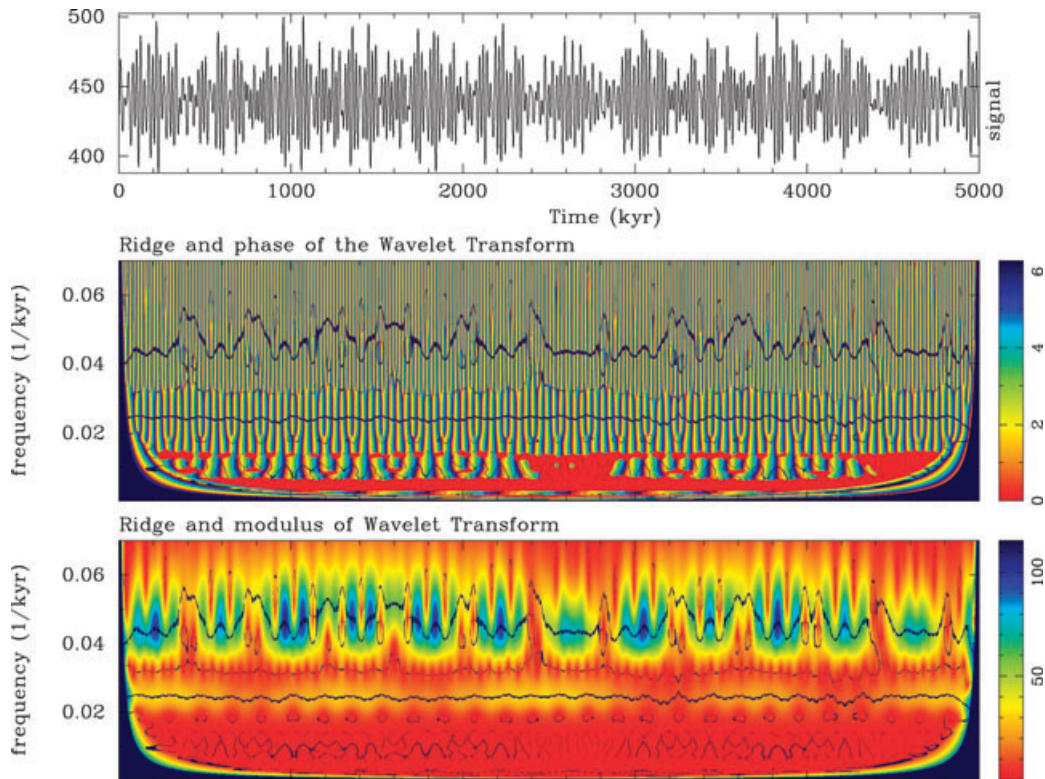 500
450
400
signal
0 1000 2000 3000 4000 5000
Time (kyr)
Ridge and phase of the Wavelet Transform
frequency (1/kyr)
0.06
0.04
0.02
6
4
2
0
Ridge and modulus of Wavelet Transform
frequency (1/kyr)
0.06
0.04
0.02
100
50